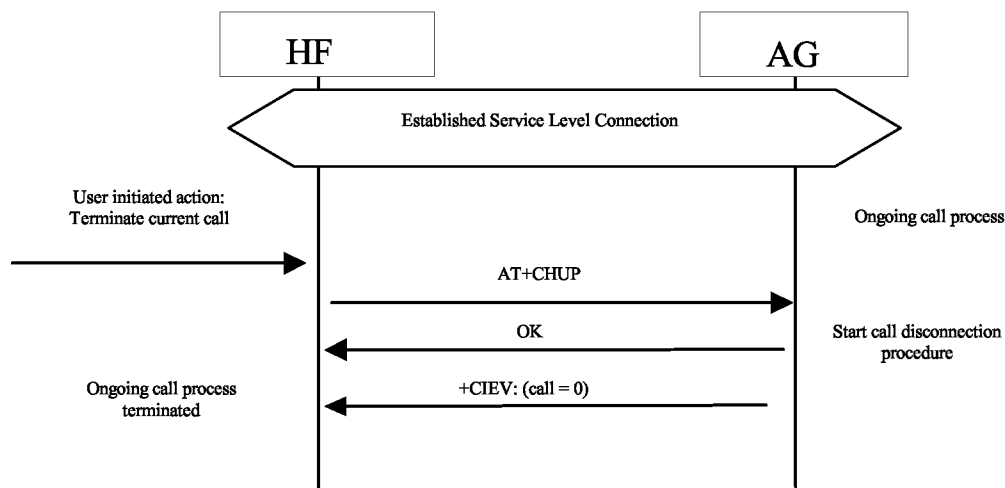 HF
AG
Established Service Level Connection
User initiated action:
Terminate current call
Ongoing call process
AT+CHUP
OK
Start call disconnection
procedure
Ongoing call process
terminated
+CIEV: (call = 0)